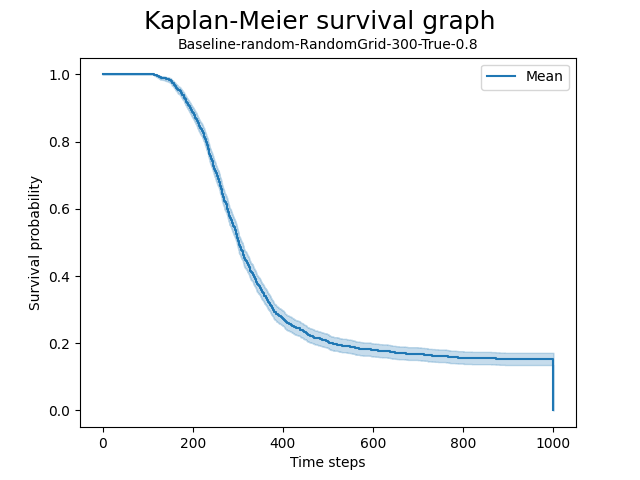 Kaplan-Meier survival graph
Baseline-random-RandomGrid-300-True-0.8
Mean
Survival probability
1.0
0.8
0.6
0.4
0.2
0.0
0 200 400 600 800 1000
Time steps